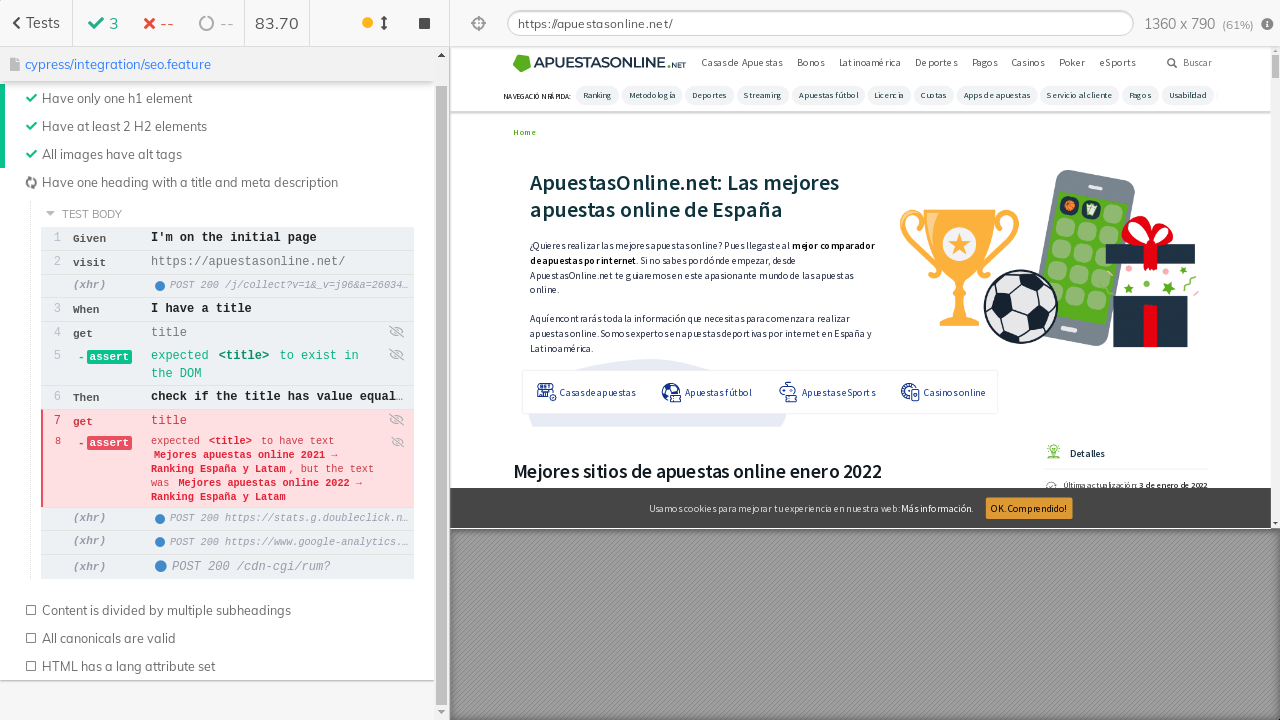 Tests
3
--
--
83.70
https://apuestasonline.net/
1360 x 790 (61%)
cypress/integration/seo.feature
Have only one h1 element
Have at least 2 H2 elements
All images have alt tags
Have one heading with a title and meta description
TEST BODY
1 Given I'm on the initial page
2 visit https://apuestasonline.net/
(xhr) POST 200 /j/collect?v=1&_v=j96&a=26034…
3 When I have a title
4 get title
5 - assert expected <title> to exist in
the DOM
6 Then check if the title has value equal…
7 get title
8 - assert expected <title> to have text
Mejores apuestas online 2021 →
Ranking España y Latam , but the text
was Mejores apuestas online 2022 →
Ranking España y Latam
(xhr) POST 200 https://stats.g.doubleclick.n…
(xhr) POST 200 https://www.google-analytics.…
(xhr) POST 200 /cdn-cgi/rum?
Content is divided by multiple subheadings
All canonicals are valid
HTML has a lang attribute set
APUESTASONLINE.NET
Casas de Apuestas Bonos Latinoamérica Deportes Pagos Casinos Poker eSports Buscar
NAVEGACIÓN RÁPIDA: Ranking Metodología Deportes Streaming Apuestas fútbol Licencia Cuotas Apps de apuestas Servicio al cliente Pagos Usabilidad
Home
ApuestasOnline.net: Las mejores
apuestas online de España
¿Quieres realizar las mejores apuestas online? Pues llegaste al mejor comparador
de apuestas por internet. Si no sabes por dónde empezar, desde
ApuestasOnline.net te guiaremos en este apasionante mundo de las apuestas
online.
Aquí encontrarás toda la información que necesitas para comenzar a realizar
apuestas online. Somos expertos en apuestas deportivas por internet en España y
Latinoamérica.
Casas de apuestas Apuestas fútbol Apuestas eSports Casinos online
Detalles
Mejores sitios de apuestas online enero 2022
Última actualización: 3 de enero de 2022
Usamos cookies para mejorar tu experiencia en nuestra web: Más información. OK. Comprendido!